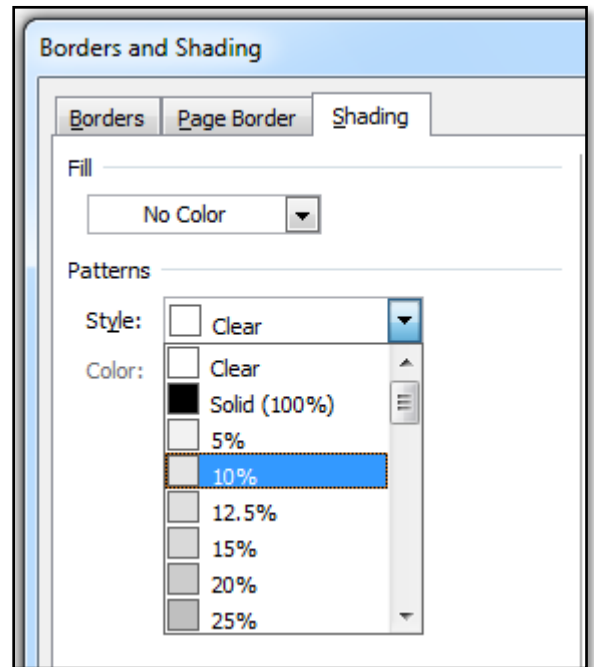 Borders and Shading
Borders Page Border Shading
Fill
No Color
Patterns
Style: Clear
Color: Clear
Solid (100%)
5%
10%
12.5%
15%
20%
25%